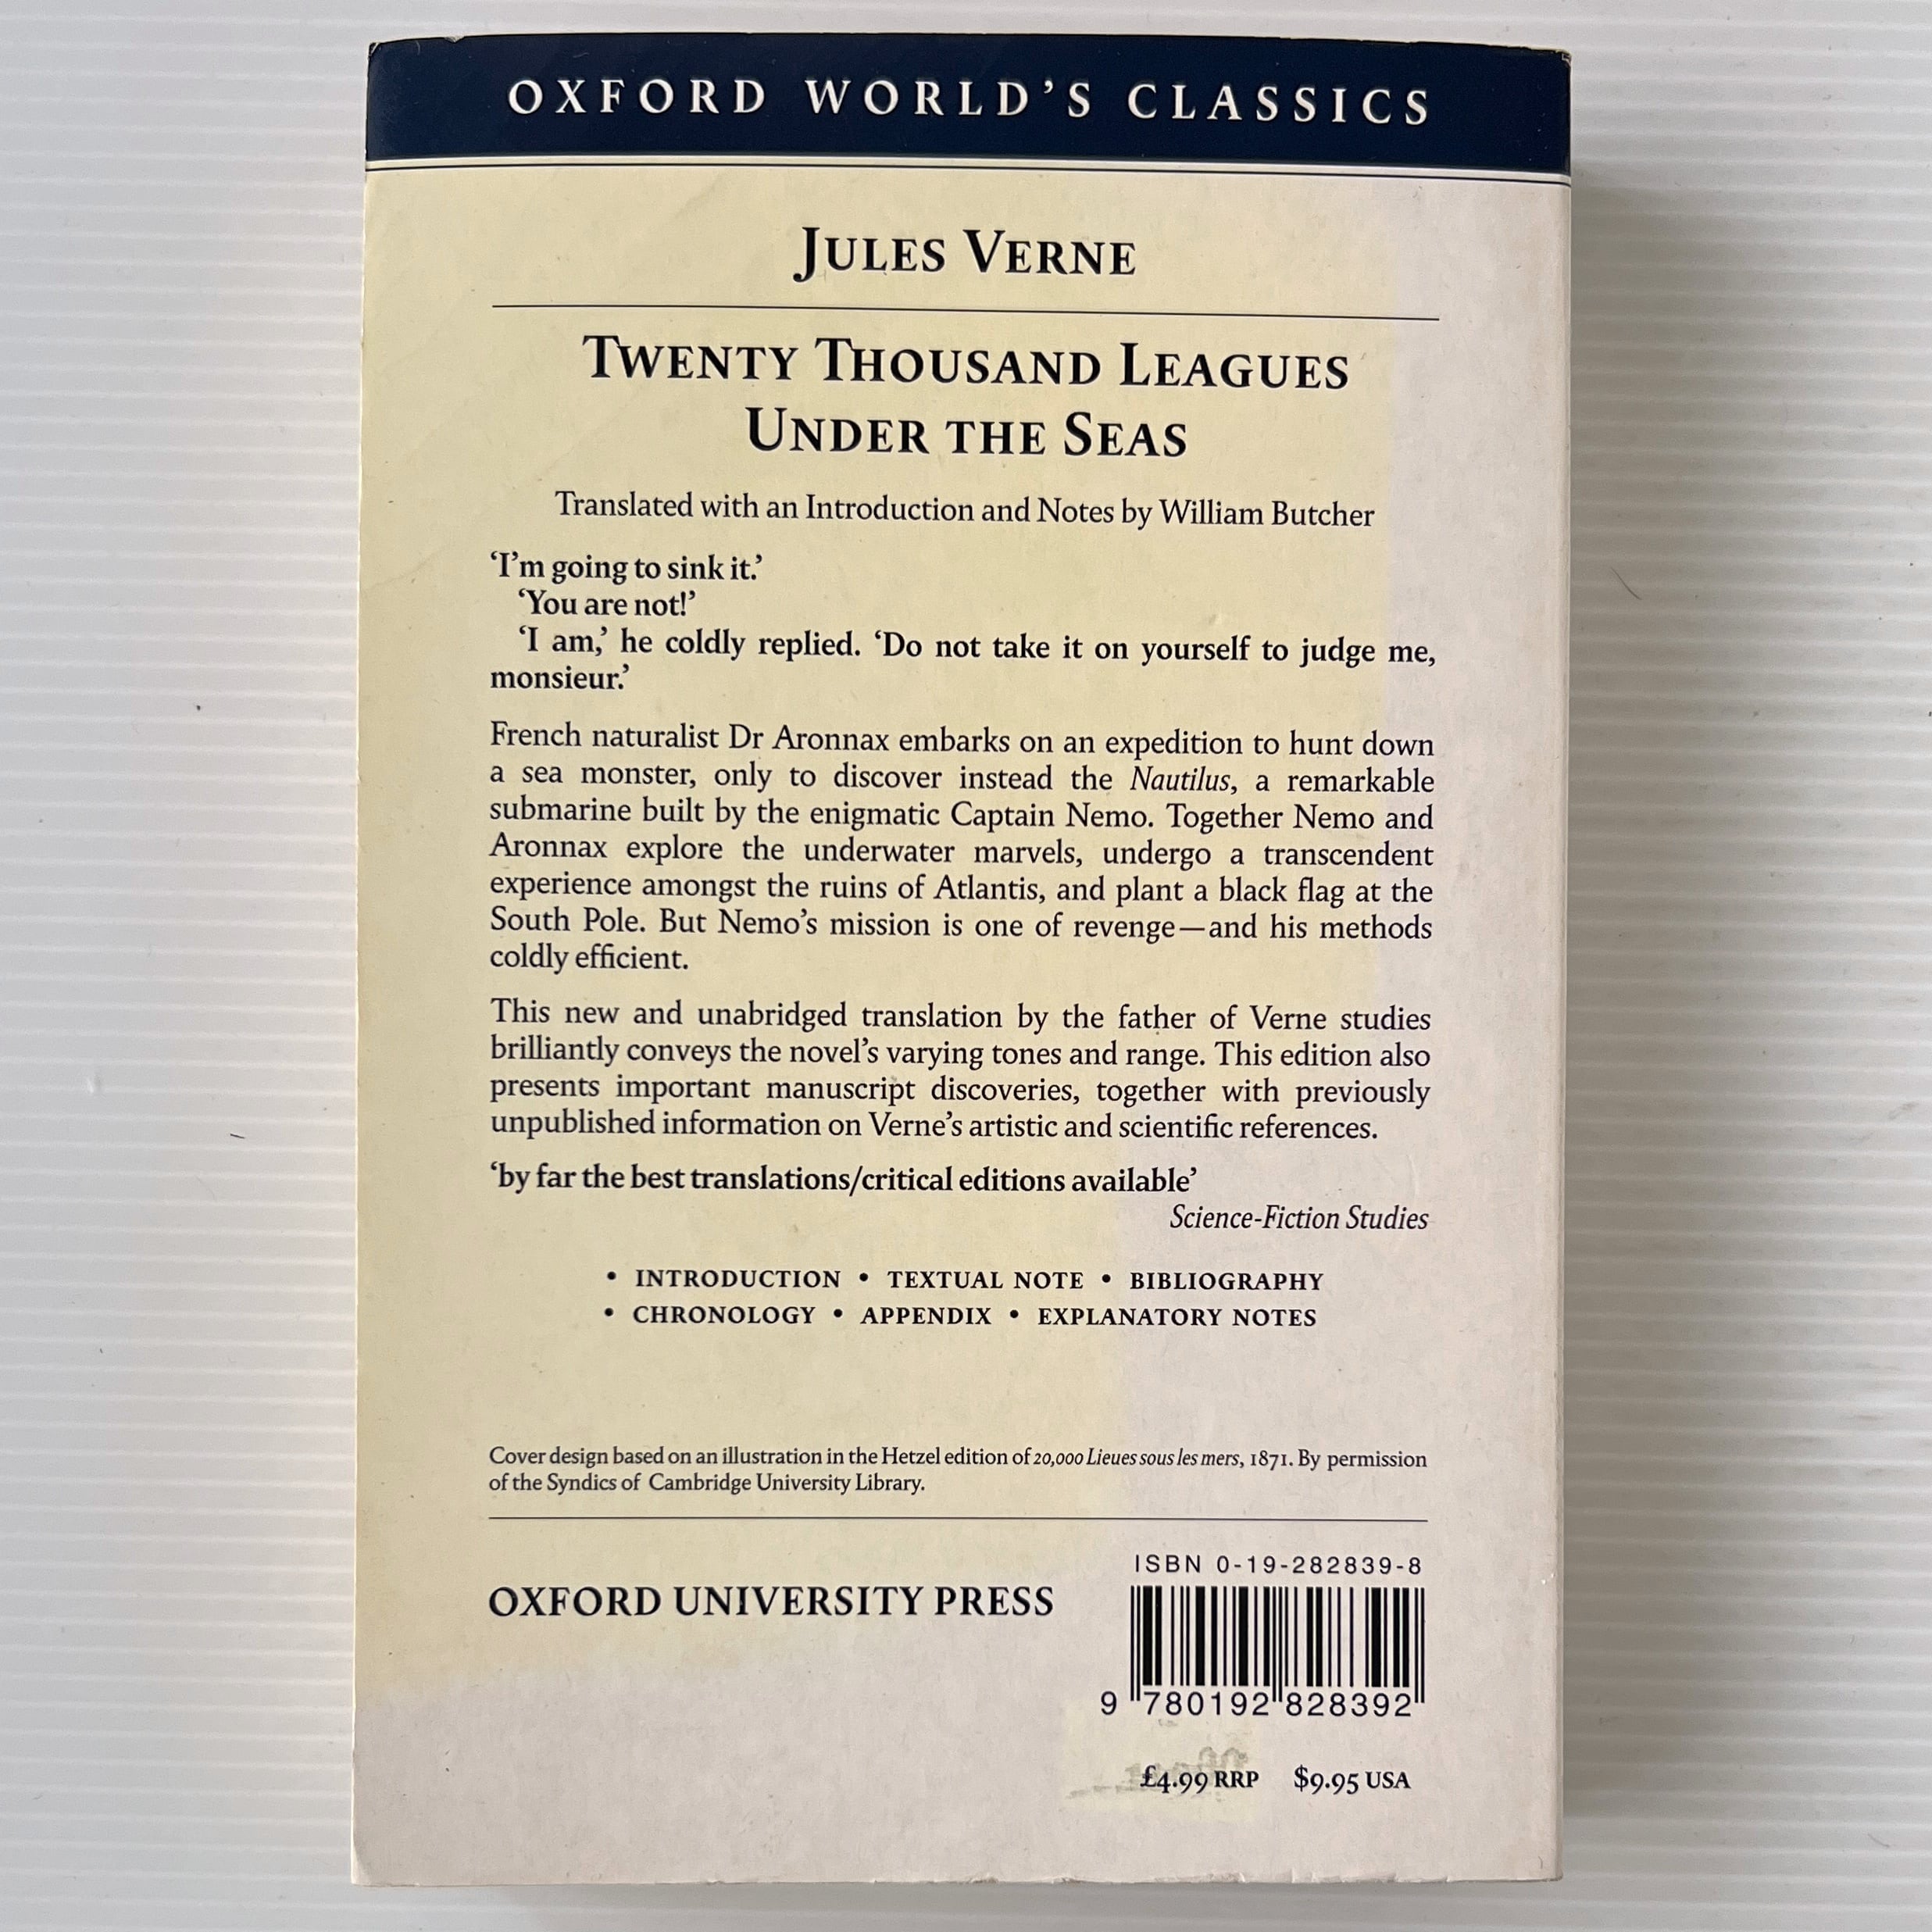 OXFORD WORLD'S CLASSICS
JULES VERNE
TWENTY THOUSAND LEAGUES
UNDER THE SEAS
Translated with an Introduction and Notes by William Butcher
‘I’m going to sink it.’
‘You are not!’
‘I am,’ he coldly replied. ‘Do not take it on yourself to judge me,
monsieur.’
French naturalist Dr Aronnax embarks on an expedition to hunt down
a sea monster, only to discover instead the Nautilus, a remarkable
submarine built by the enigmatic Captain Nemo. Together Nemo and
Aronnax explore the underwater marvels, undergo a transcendent
experience amongst the ruins of Atlantis, and plant a black flag at the
South Pole. But Nemo’s mission is one of revenge—and his methods
coldly efficient.
This new and unabridged translation by the father of Verne studies
brilliantly conveys the novel’s varying tones and range. This edition also
presents important manuscript discoveries, together with previously
unpublished information on Verne’s artistic and scientific references.
‘by far the best translations/critical editions available’
Science-Fiction Studies
• INTRODUCTION • TEXTUAL NOTE • BIBLIOGRAPHY
• CHRONOLOGY • APPENDIX • EXPLANATORY NOTES
Cover design based on an illustration in the Hetzel edition of 20,000 Lieues sous les mers, 1871. By permission
of the Syndics of Cambridge University Library.
OXFORD UNIVERSITY PRESS
ISBN 0-19-282839-8
9 780192 828392
£4.99 RRP $9.95 USA